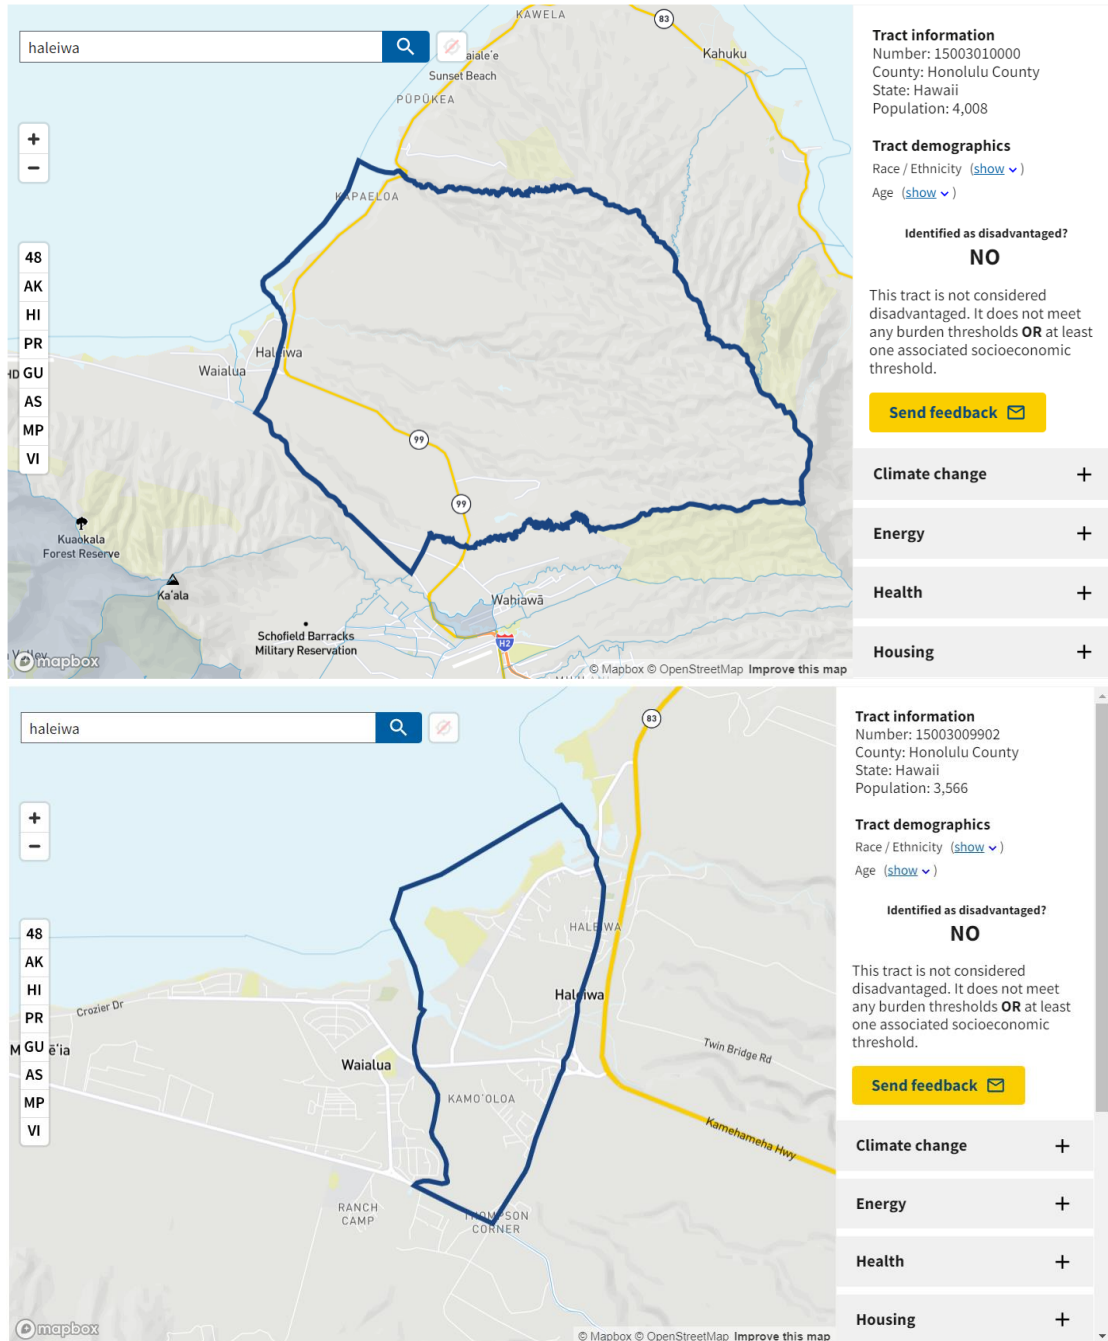 haleiwa
KAWELA
83
Kahuku
aiale'e
Sunset Beach
PŪPŪKEA
KAPAELOA
+
−
48
AK
HI
PR
GU
AS
MP
VI
HD
Haleiwa
Waialua
99
99
Kuaokala
Forest Reserve
Ka'ala
Wahiawā
Schofield Barracks
Military Reservation
H2
mapbox
© Mapbox © OpenStreetMap Improve this map
Tract information
Number: 15003010000
County: Honolulu County
State: Hawaii
Population: 4,008
Tract demographics
Race / Ethnicity (show)
Age (show)
Identified as disadvantaged?
NO
This tract is not considered
disadvantaged. It does not meet
any burden thresholds OR at least
one associated socioeconomic
threshold.
Send feedback
Climate change +
Energy +
Health +
Housing +
haleiwa
83
+
−
48
AK
HI
PR
GU
AS
MP
VI
HALEIWA
Haleiwa
Crozier Dr
ē'ia
Waialua
Twin Bridge Rd
KAMO'OLOA
Kamehameha Hwy
RANCH
CAMP
THOMPSON
CORNER
mapbox
© Mapbox © OpenStreetMap Improve this map
Tract information
Number: 15003009902
County: Honolulu County
State: Hawaii
Population: 3,566
Tract demographics
Race / Ethnicity (show)
Age (show)
Identified as disadvantaged?
NO
This tract is not considered
disadvantaged. It does not meet
any burden thresholds OR at least
one associated socioeconomic
threshold.
Send feedback
Climate change +
Energy +
Health +
Housing +